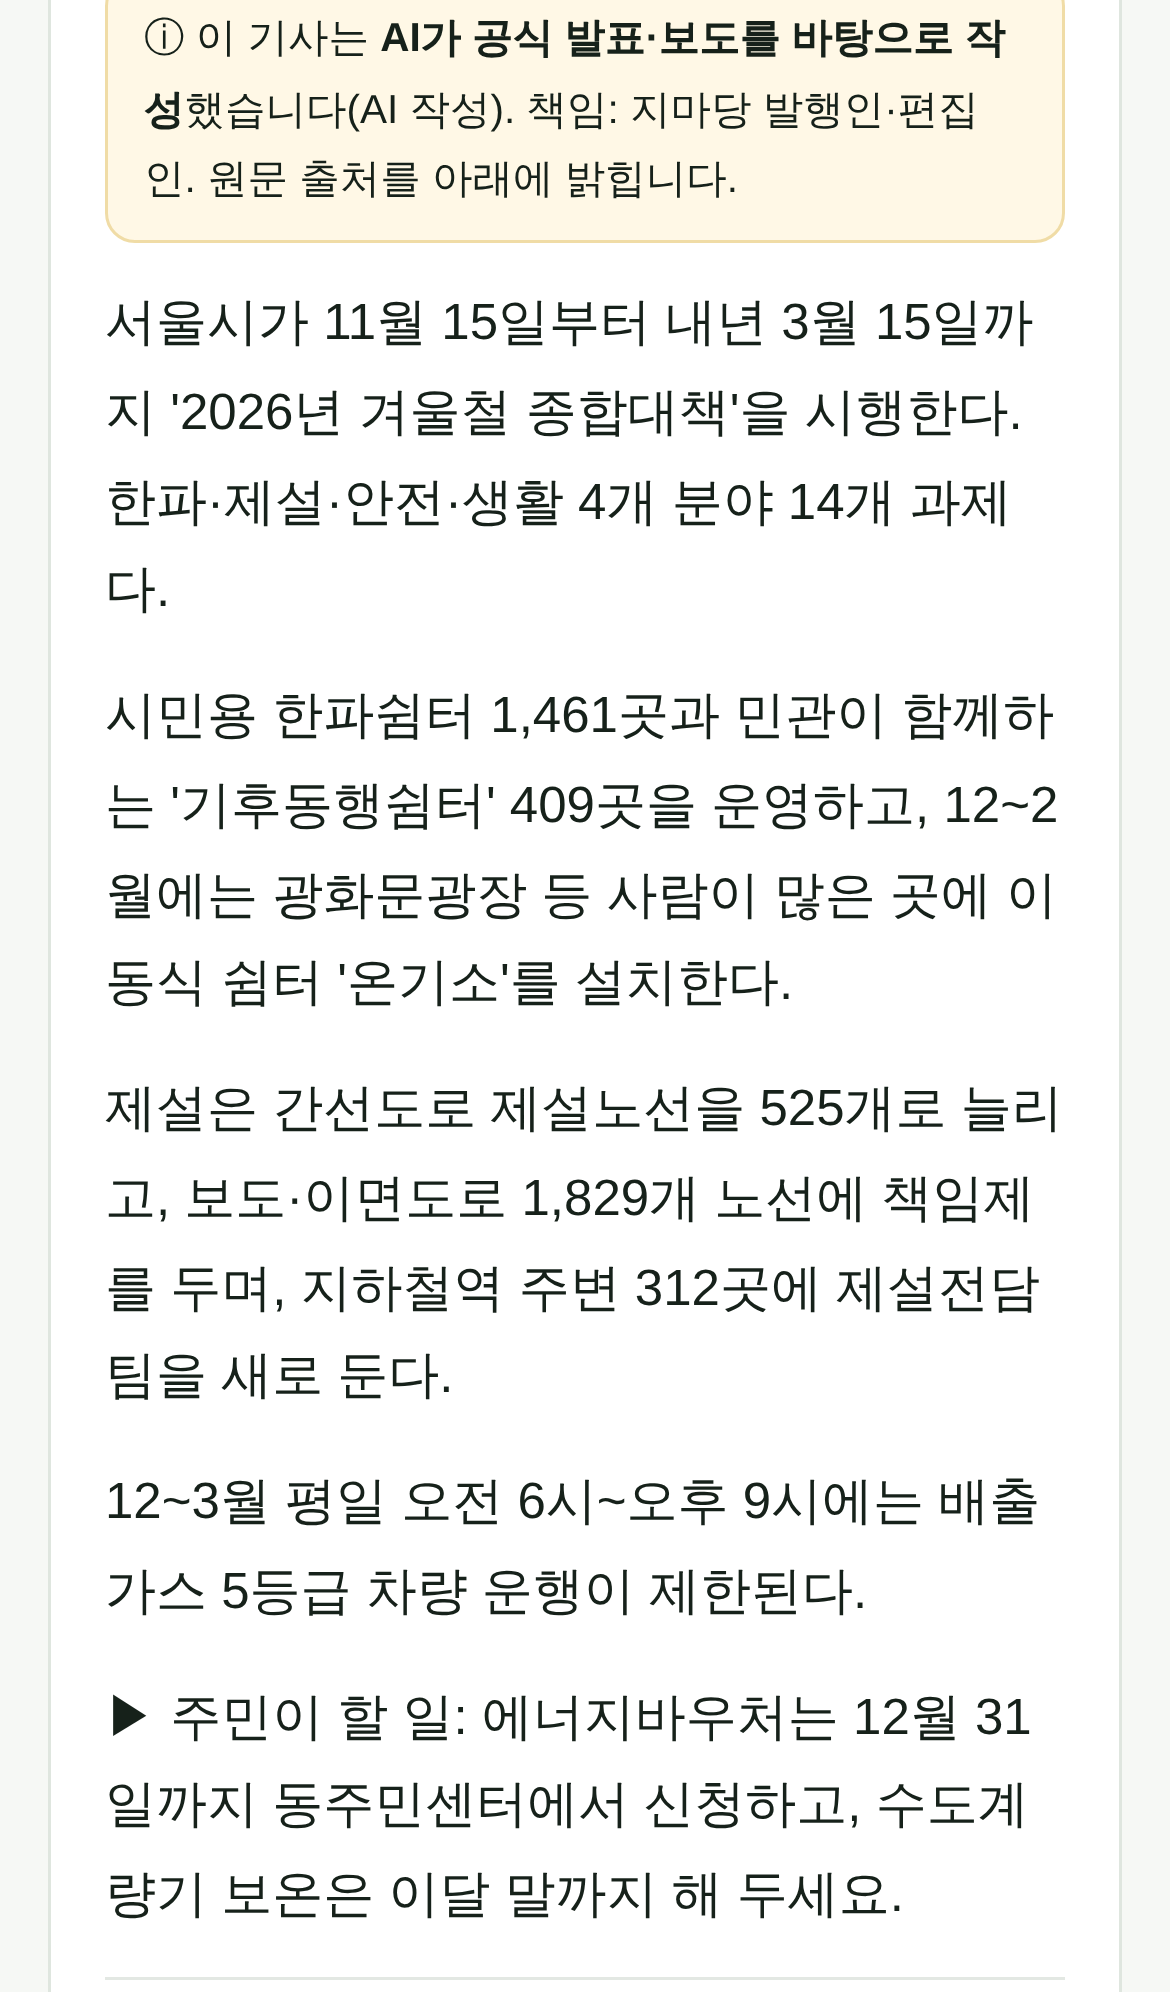 ⓘ 이 기사는 AI가 공식 발표·보도를 바탕으로 작
성했습니다(AI 작성). 책임: 지마당 발행인·편집
인. 원문 출처를 아래에 밝힙니다.
서울시가 11월 15일부터 내년 3월 15일까
지 '2026년 겨울철 종합대책'을 시행한다.
한파·제설·안전·생활 4개 분야 14개 과제
다.
시민용 한파쉼터 1,461곳과 민관이 함께하
는 '기후동행쉼터' 409곳을 운영하고, 12~2
월에는 광화문광장 등 사람이 많은 곳에 이
동식 쉼터 '온기소'를 설치한다.
제설은 간선도로 제설노선을 525개로 늘리
고, 보도·이면도로 1,829개 노선에 책임제
를 두며, 지하철역 주변 312곳에 제설전담
팀을 새로 둔다.
12~3월 평일 오전 6시~오후 9시에는 배출
가스 5등급 차량 운행이 제한된다.
▶ 주민이 할 일: 에너지바우처는 12월 31
일까지 동주민센터에서 신청하고, 수도계
량기 보온은 이달 말까지 해 두세요.